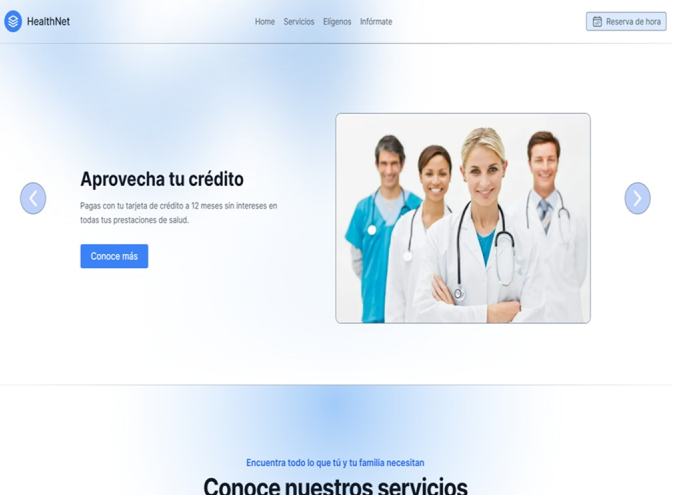 HealthNet
Home Servicios Elígenos Infórmate
Reserva de hora
Aprovecha tu crédito
Pagas con tu tarjeta de crédito a 12 meses sin intereses en
todas tus prestaciones de salud.
Conoce más
Encuentra todo lo que tú y tu familia necesitan
Conoce nuestros servicios